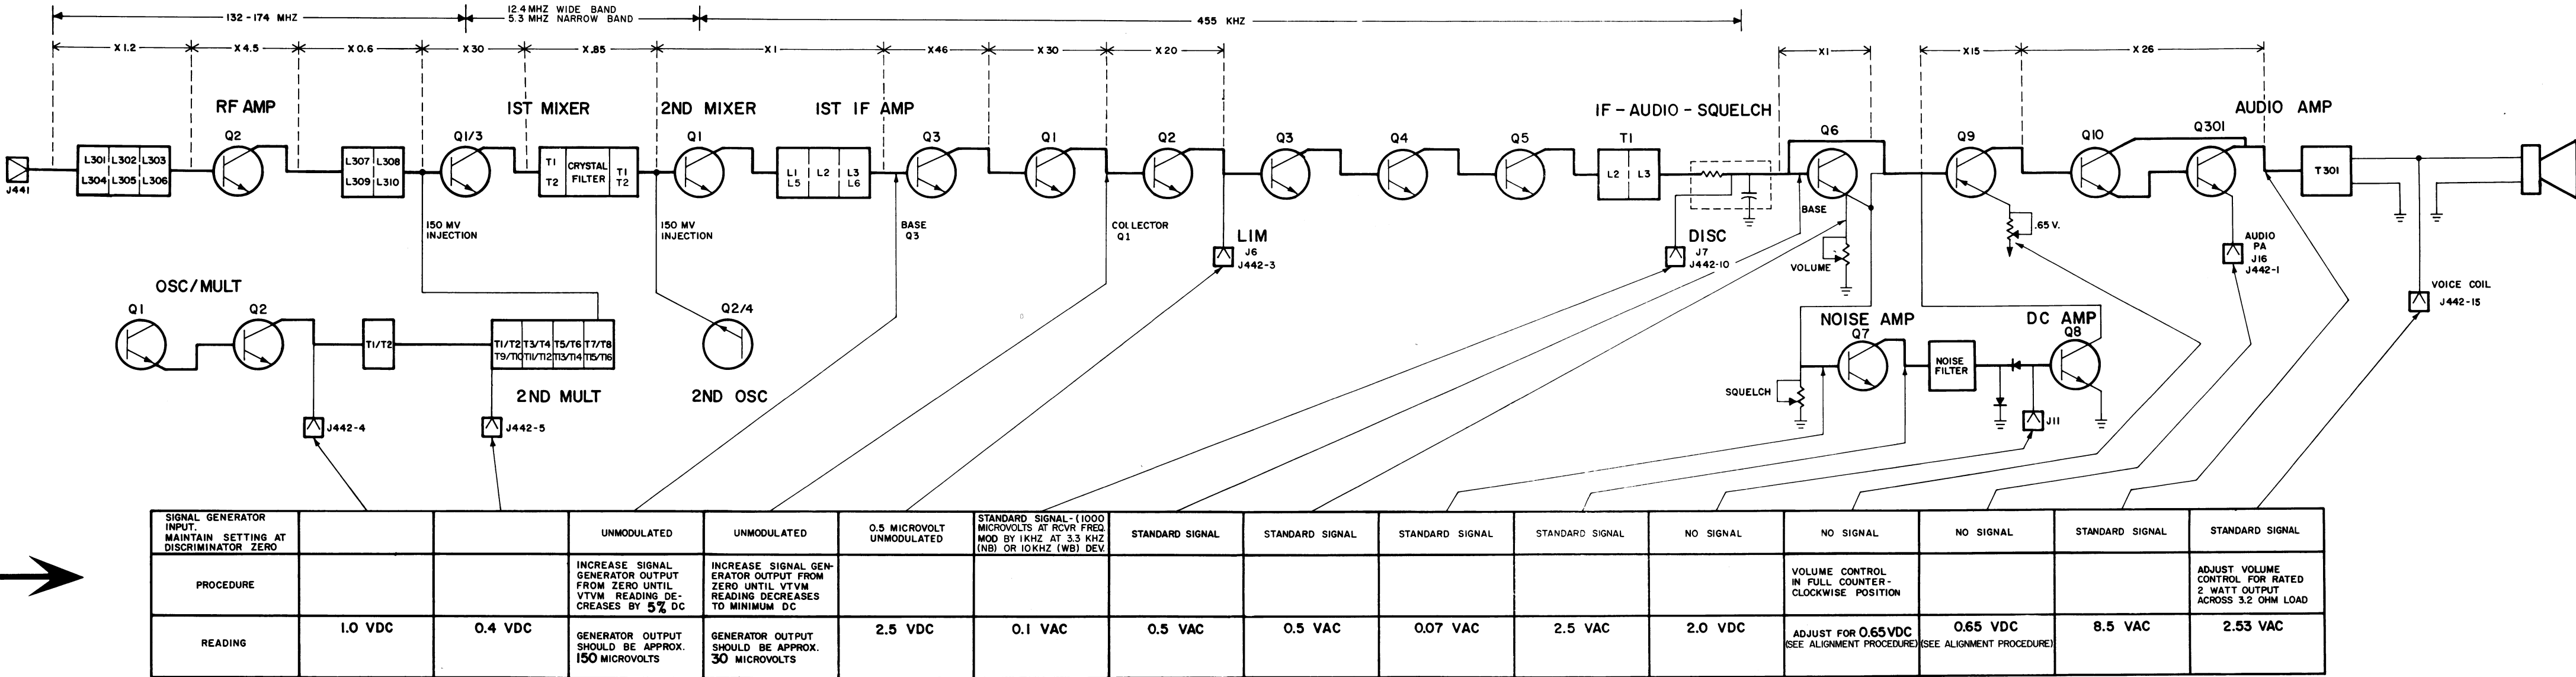 132-174 MHZ
12.4 MHZ WIDE BAND
5.3 MHZ NARROW BAND
455 KHZ
X1.2
X4.5
X0.6
X30
X.85
X1
X46
X30
X20
X1
X15
X26
RF AMP
1ST MIXER
2ND MIXER
1ST IF AMP
IF-AUDIO-SQUELCH
AUDIO AMP
Q2
Q1/3
Q1
Q3
Q1
Q2
Q3
Q4
Q5
T1
Q6
Q9
Q10
Q301
J441
L301 L302 L303
L304 L305 L306
L307 L308
L309 L310
T1
T2
CRYSTAL
FILTER
T1
T2
L1
L5
L2
L3
L6
L2 L3
T301
150 MV
INJECTION
150 MV
INJECTION
BASE
Q3
COLLECTOR
Q1
LIM
J6
J442-3
DISC
J7
J442-10
BASE
VOLUME
.65 V.
AUDIO
PA
J16
J442-1
VOICE COIL
J442-15
OSC/MULT
Q1
Q2
T1/T2
T1/T2 T3/T4 T5/T6 T7/T8
T9/T10 T11/T12 T13/T14 T15/T16
2ND MULT
Q2/4
2ND OSC
J442-4
J442-5
NOISE AMP
Q7
DC AMP
Q8
NOISE
FILTER
SQUELCH
J11
SIGNAL GENERATOR
INPUT.
MAINTAIN SETTING AT
DISCRIMINATOR ZERO
UNMODULATED
UNMODULATED
0.5 MICROVOLT
UNMODULATED
STANDARD SIGNAL-(1000
MICROVOLTS AT RCVR FREQ.
MOD BY 1KHZ AT 3.3 KHZ
(NB) OR 10KHZ (WB) DEV.
STANDARD SIGNAL
STANDARD SIGNAL
STANDARD SIGNAL
STANDARD SIGNAL
NO SIGNAL
NO SIGNAL
NO SIGNAL
STANDARD SIGNAL
STANDARD SIGNAL
PROCEDURE
INCREASE SIGNAL
GENERATOR OUTPUT
FROM ZERO UNTIL
VTVM READING DE-
CREASES BY 5% DC
INCREASE SIGNAL GEN-
ERATOR OUTPUT FROM
ZERO UNTIL VTVM
READING DECREASES
TO MINIMUM DC
VOLUME CONTROL
IN FULL COUNTER-
CLOCKWISE POSITION
ADJUST VOLUME
CONTROL FOR RATED
2 WATT OUTPUT
ACROSS 3.2 OHM LOAD
READING
1.0 VDC
0.4 VDC
GENERATOR OUTPUT
SHOULD BE APPROX.
150 MICROVOLTS
GENERATOR OUTPUT
SHOULD BE APPROX.
30 MICROVOLTS
2.5 VDC
0.1 VAC
0.5 VAC
0.5 VAC
0.07 VAC
2.5 VAC
2.0 VDC
ADJUST FOR 0.65VDC
(SEE ALIGNMENT PROCEDURE)
0.65 VDC
(SEE ALIGNMENT PROCEDURE)
8.5 VAC
2.53 VAC